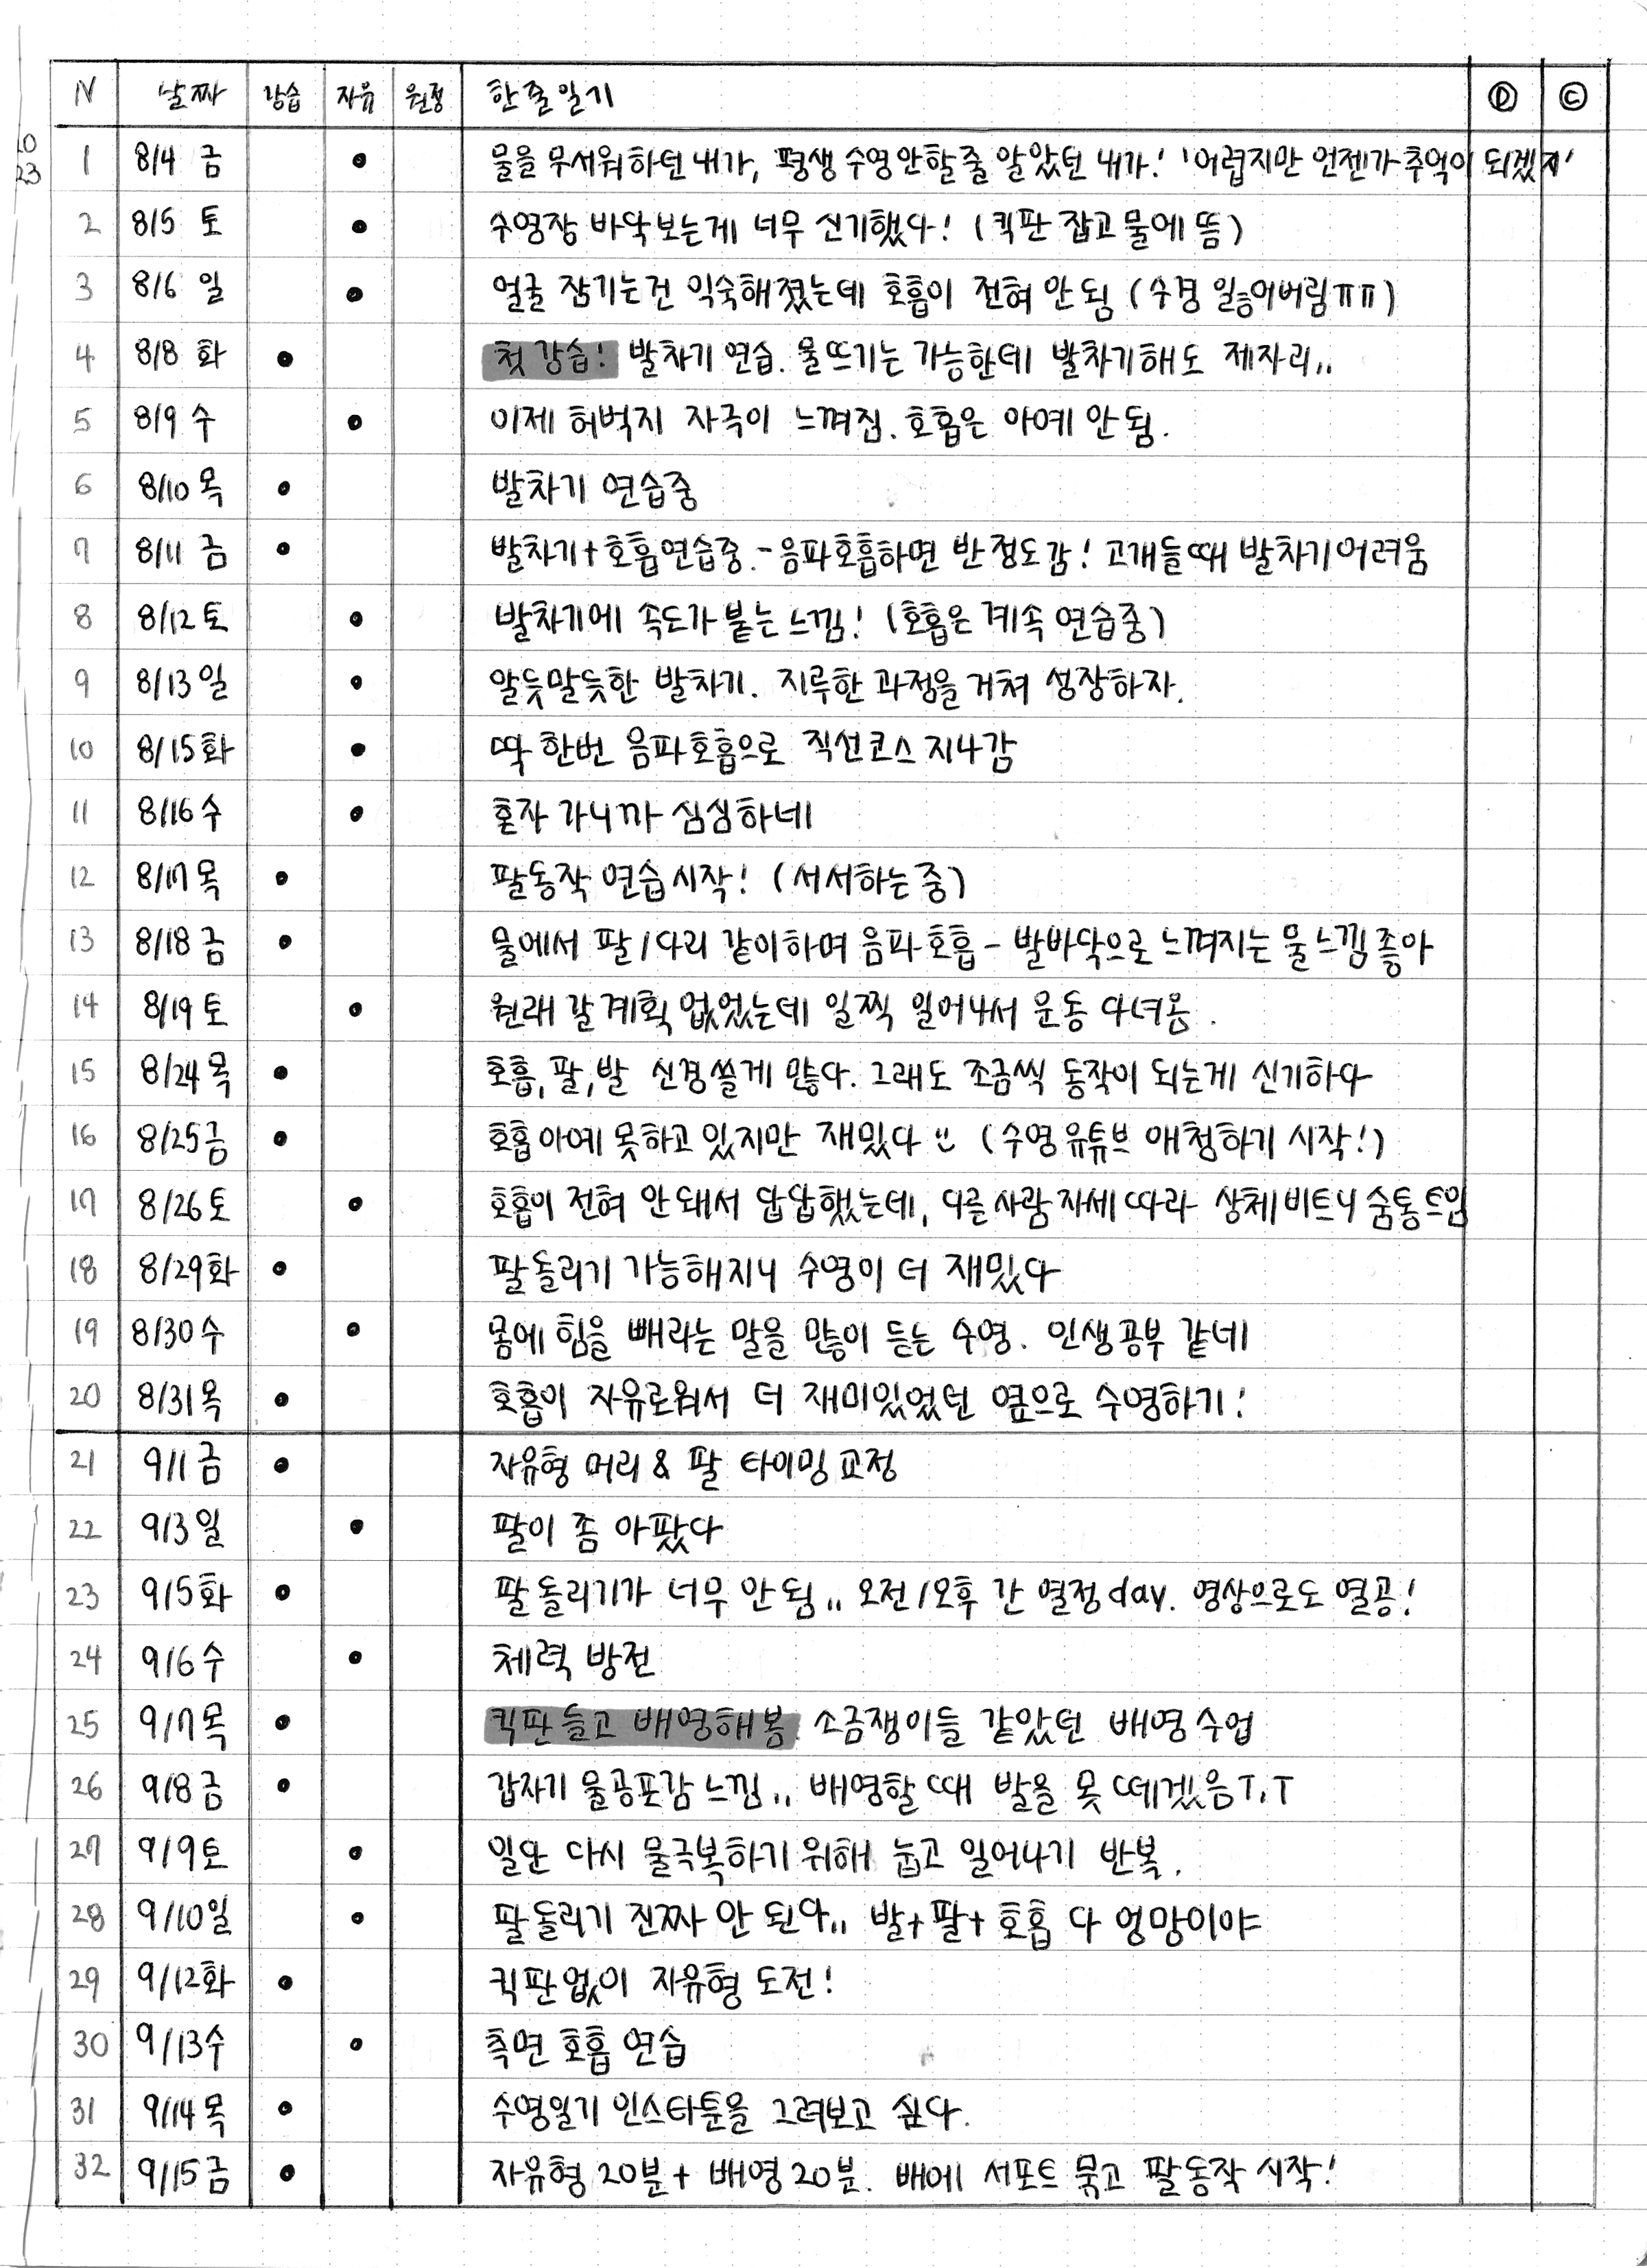 N 날짜 강습 자유 원정 한줄일기 Ⓓ Ⓒ
20
23
1 8/4 금 • 물을 무서워하던 내가, 평생 수영안할줄 알았던 내가! '어렵지만 언젠가 추억이 되겠지'
2 8/5 토 • 수영장 바닥보는게 너무 신기했다! (킥판 잡고 물에 뜸)
3 8/6 일 • 얼굴 잠기는건 익숙해졌는데 호흡이 전혀 안됨 (수경 잃어버림ㅠㅠ)
4 8/8 화 • 첫 강습! 발차기 연습. 물뜨기는 가능한데 발차기해도 제자리..
5 8/9 수 • 이제 허벅지 자극이 느껴짐. 호흡은 아예 안됨.
6 8/10 목 • 발차기 연습중
7 8/11 금 • 발차기+호흡연습중. - 음파호흡하면 반 정도 감! 고개들때 발차기어려움
8 8/12 토 • 발차기에 속도가 붙는 느낌! (호흡은 계속 연습중)
9 8/13 일 • 알듯말듯한 발차기. 지루한 과정을 거쳐 성장하자.
10 8/15 화 • 딱 한번 음파호흡으로 직선코스 지나감
11 8/16 수 • 혼자 가니까 심심하네
12 8/17 목 • 팔동작 연습시작! (서서하는중)
13 8/18 금 • 물에서 팔/다리 같이하며 음파호흡 - 발바닥으로 느껴지는 물느낌 좋아
14 8/19 토 • 원래 갈 계획 없었는데 일찍 일어나서 운동 다녀옴.
15 8/24 목 • 호흡, 팔, 발 신경쓸게 많다. 그래도 조금씩 동작이 되는게 신기하다
16 8/25 금 • 호흡 아예 못하고 있지만 재밌다 (수영유튜브 애청하기 시작!)
17 8/26 토 • 호흡이 전혀 안돼서 답답했는데, 다른사람 자세 따라 상체비트니 숨통트임
18 8/29 화 • 팔돌리기 가능해지니 수영이 더 재밌다
19 8/30 수 • 몸에 힘을 빼라는 말을 많이 듣는 수영. 인생공부 같네
20 8/31 목 • 호흡이 자유로워서 더 재미있었던 옆으로 수영하기!
21 9/1 금 • 자유형 머리 & 팔 타이밍 교정
22 9/3 일 • 팔이 좀 아팠다
23 9/5 화 • 팔돌리기가 너무 안됨.. 오전/오후 간 열정day. 영상으로도 열공!
24 9/6 수 • 체력 방전
25 9/7 목 • 킥판 들고 배영해봄. 소금쟁이들 같았던 배영수업
26 9/8 금 • 갑자기 물공포감 느낌.. 배영할 때 발을 못 떼겠음T.T
27 9/9 토 • 일단 다시 물극복하기 위해 눕고 일어나기 반복.
28 9/10 일 • 팔돌리기 진짜 안 된다.. 발+팔+호흡 다 엉망이야
29 9/12 화 • 킥판없이 자유형 도전!
30 9/13 수 • 측면 호흡 연습
31 9/14 목 • 수영일기 인스타툰을 그려보고 싶다.
32 9/15 금 • 자유형 20분 + 배영 20분. 배에 서포트 묶고 팔동작 시작!